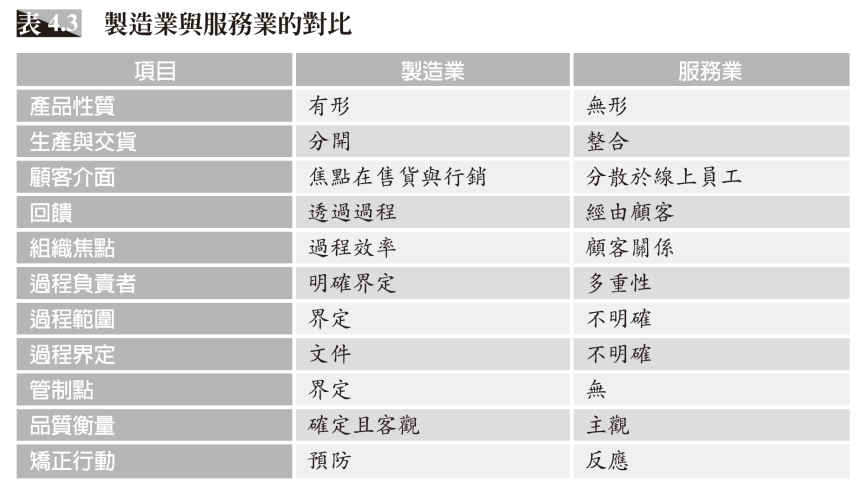 表 4.3 製造業與服務業的對比
項目 製造業 服務業
產品性質 有形 無形
生產與交貨 分開 整合
顧客介面 焦點在售貨與行銷 分散於線上員工
回饋 透過過程 經由顧客
組織焦點 過程效率 顧客關係
過程負責者 明確界定 多重性
過程範圍 界定 不明確
過程界定 文件 不明確
管制點 界定 無
品質衡量 確定且客觀 主觀
矯正行動 預防 反應